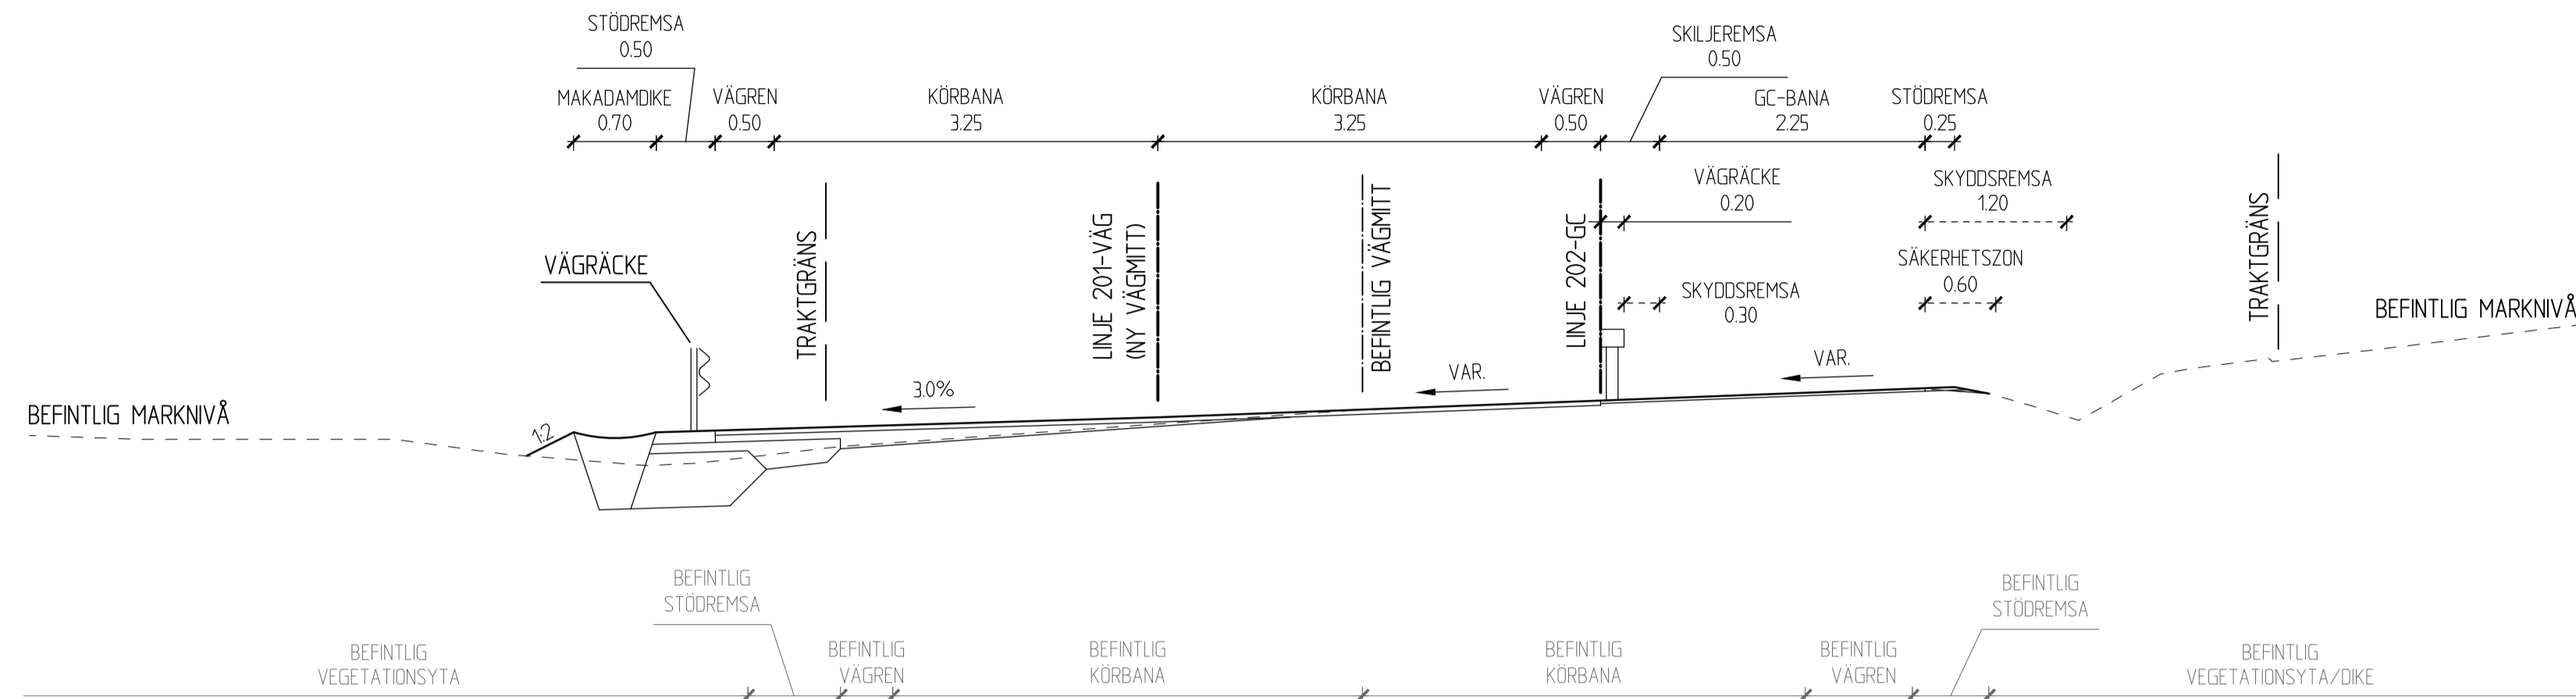 STÖDREMSA
0.50
SKILJEREMSA
0.50
MAKADAMDIKE
0.70
VÄGREN
0.50
KÖRBANA
3.25
KÖRBANA
3.25
VÄGREN
0.50
GC-BANA
2.25
STÖDREMSA
0.25
VÄGRÄCKE
0.20
SKYDDSREMSA
1.20
SÄKERHETSZON
0.60
SKYDDSREMSA
0.30
VÄGRÄCKE
TRAKTGRÄNS
LINJE 201-VÄG
(NY VÄGMITT)
BEFINTLIG VÄGMITT
LINJE 202-GC
TRAKTGRÄNS
BEFINTLIG MARKNIVÅ
VAR.
VAR.
3.0%
BEFINTLIG MARKNIVÅ
1:2
BEFINTLIG
STÖDREMSA
BEFINTLIG
STÖDREMSA
BEFINTLIG
VEGETATIONSYTA
BEFINTLIG
VÄGREN
BEFINTLIG
KÖRBANA
BEFINTLIG
KÖRBANA
BEFINTLIG
VÄGREN
BEFINTLIG
VEGETATIONSYTA/DIKE